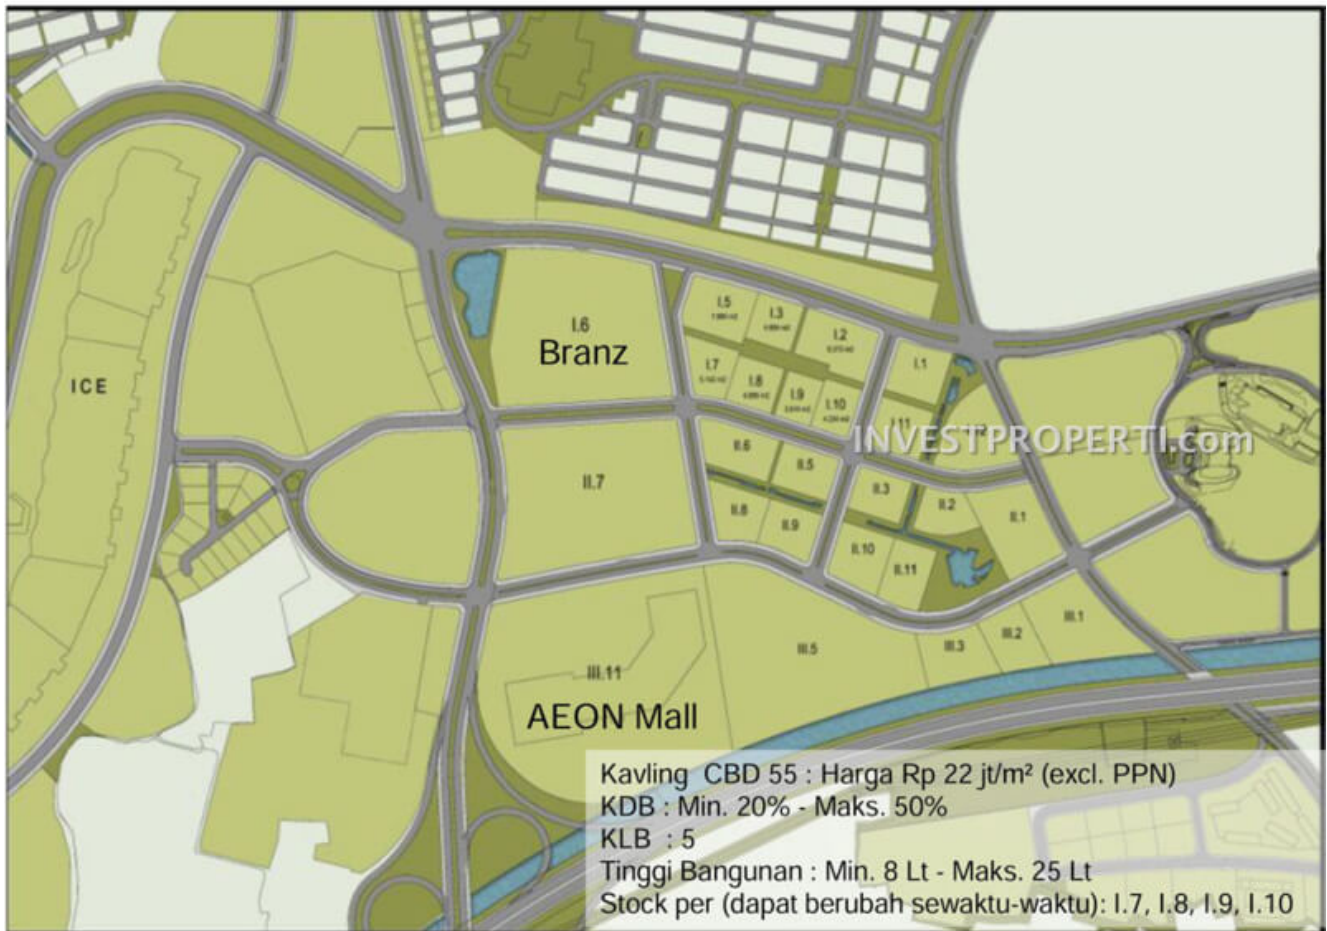 I.5
I.3
I.2
I.6
Branz
I.7
I.8
I.9
I.10
I.1
I.11
ICE
INVESTPROPERTI.com
II.6
II.5
II.7
II.3
II.2
II.1
II.8
II.9
II.10
II.11
III.1
III.2
III.3
III.5
III.11
AEON Mall
Kavling CBD 55 : Harga Rp 22 jt/m² (excl. PPN)
KDB : Min. 20% - Maks. 50%
KLB : 5
Tinggi Bangunan : Min. 8 Lt - Maks. 25 Lt
Stock per (dapat berubah sewaktu-waktu): I.7, I.8, I.9, I.10